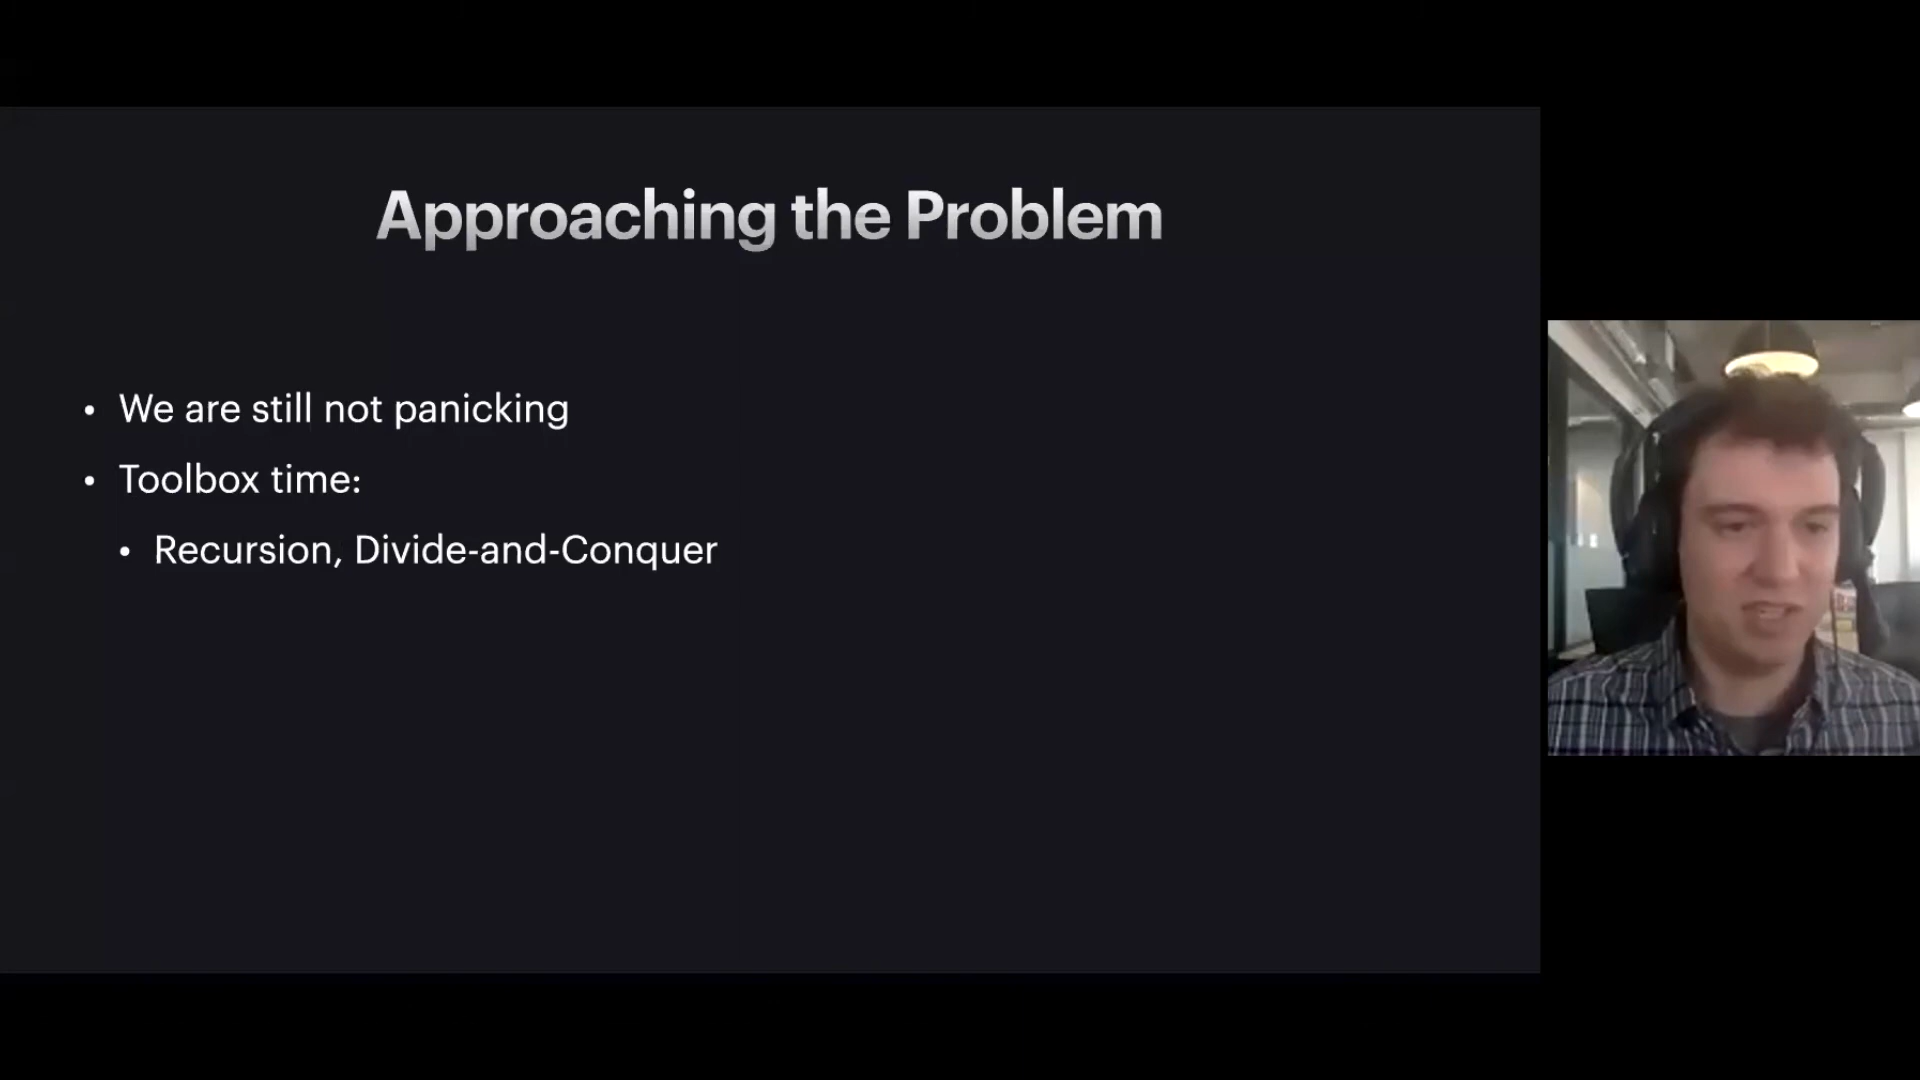 Approaching the Problem
• We are still not panicking
• Toolbox time:
• Recursion, Divide-and-Conquer